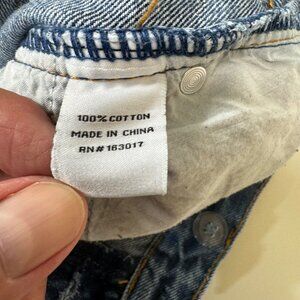 100% COTTON
MADE IN CHINA
RN# 163017